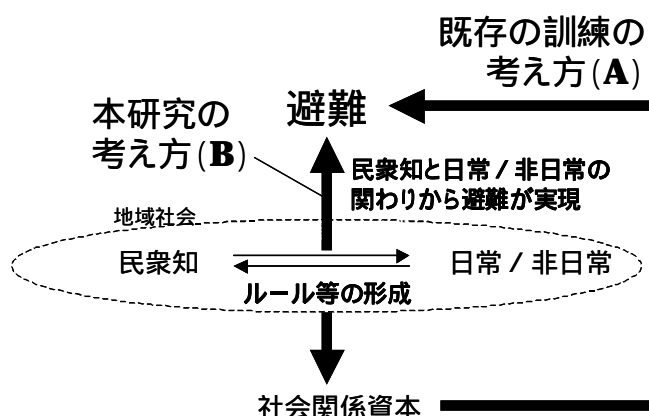 既存の訓練の
考え方(A)
避難
本研究の
考え方(B)
民衆知と日常/非日常の
関わりから避難が実現
地域社会
民衆知
日常/非日常
ルール等の形成
社会関係資本